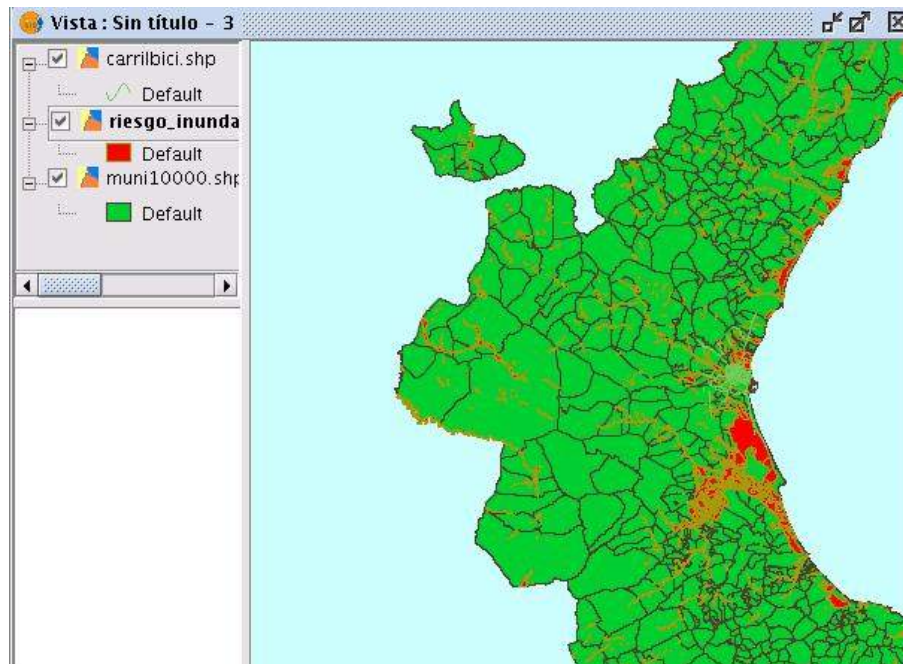 Vista : Sin título - 3
carrilbici.shp
Default
riesgo_inunda
Default
muni10000.shp
Default